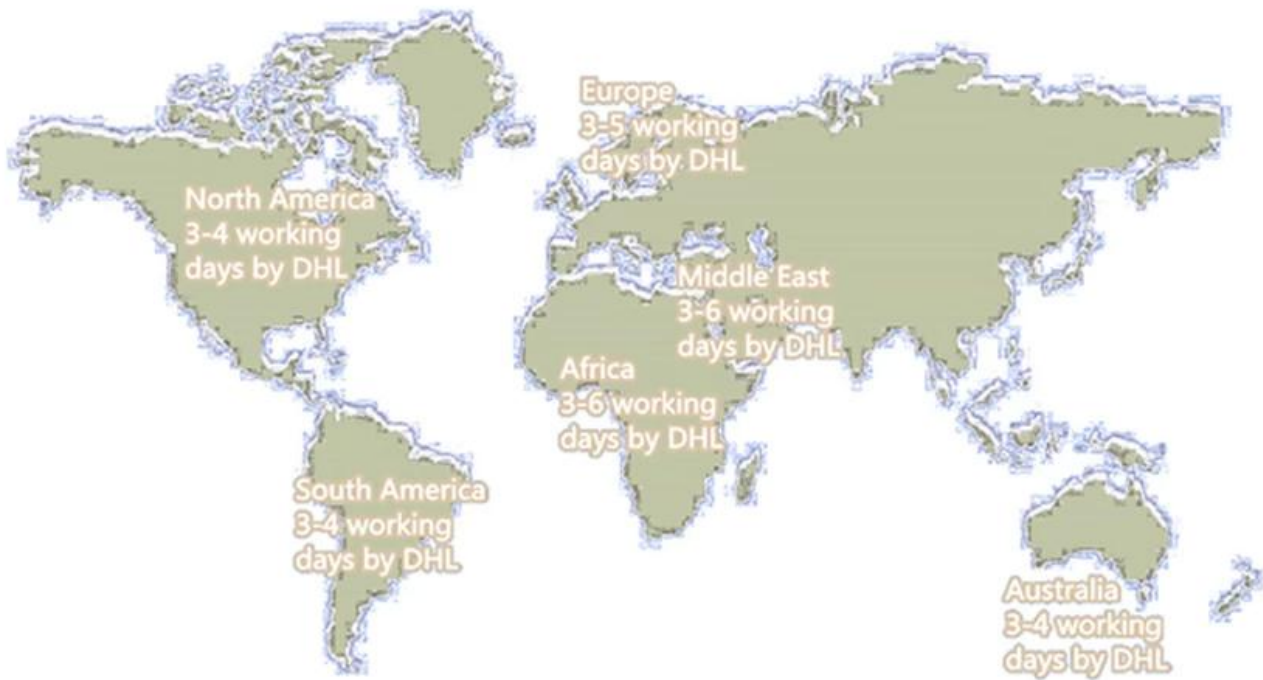 Europe
3-5 working
days by DHL
North America
3-4 working
days by DHL
Middle East
3-6 working
days by DHL
Africa
3-6 working
days by DHL
South America
3-4 working
days by DHL
Australia
3-4 working
days by DHL